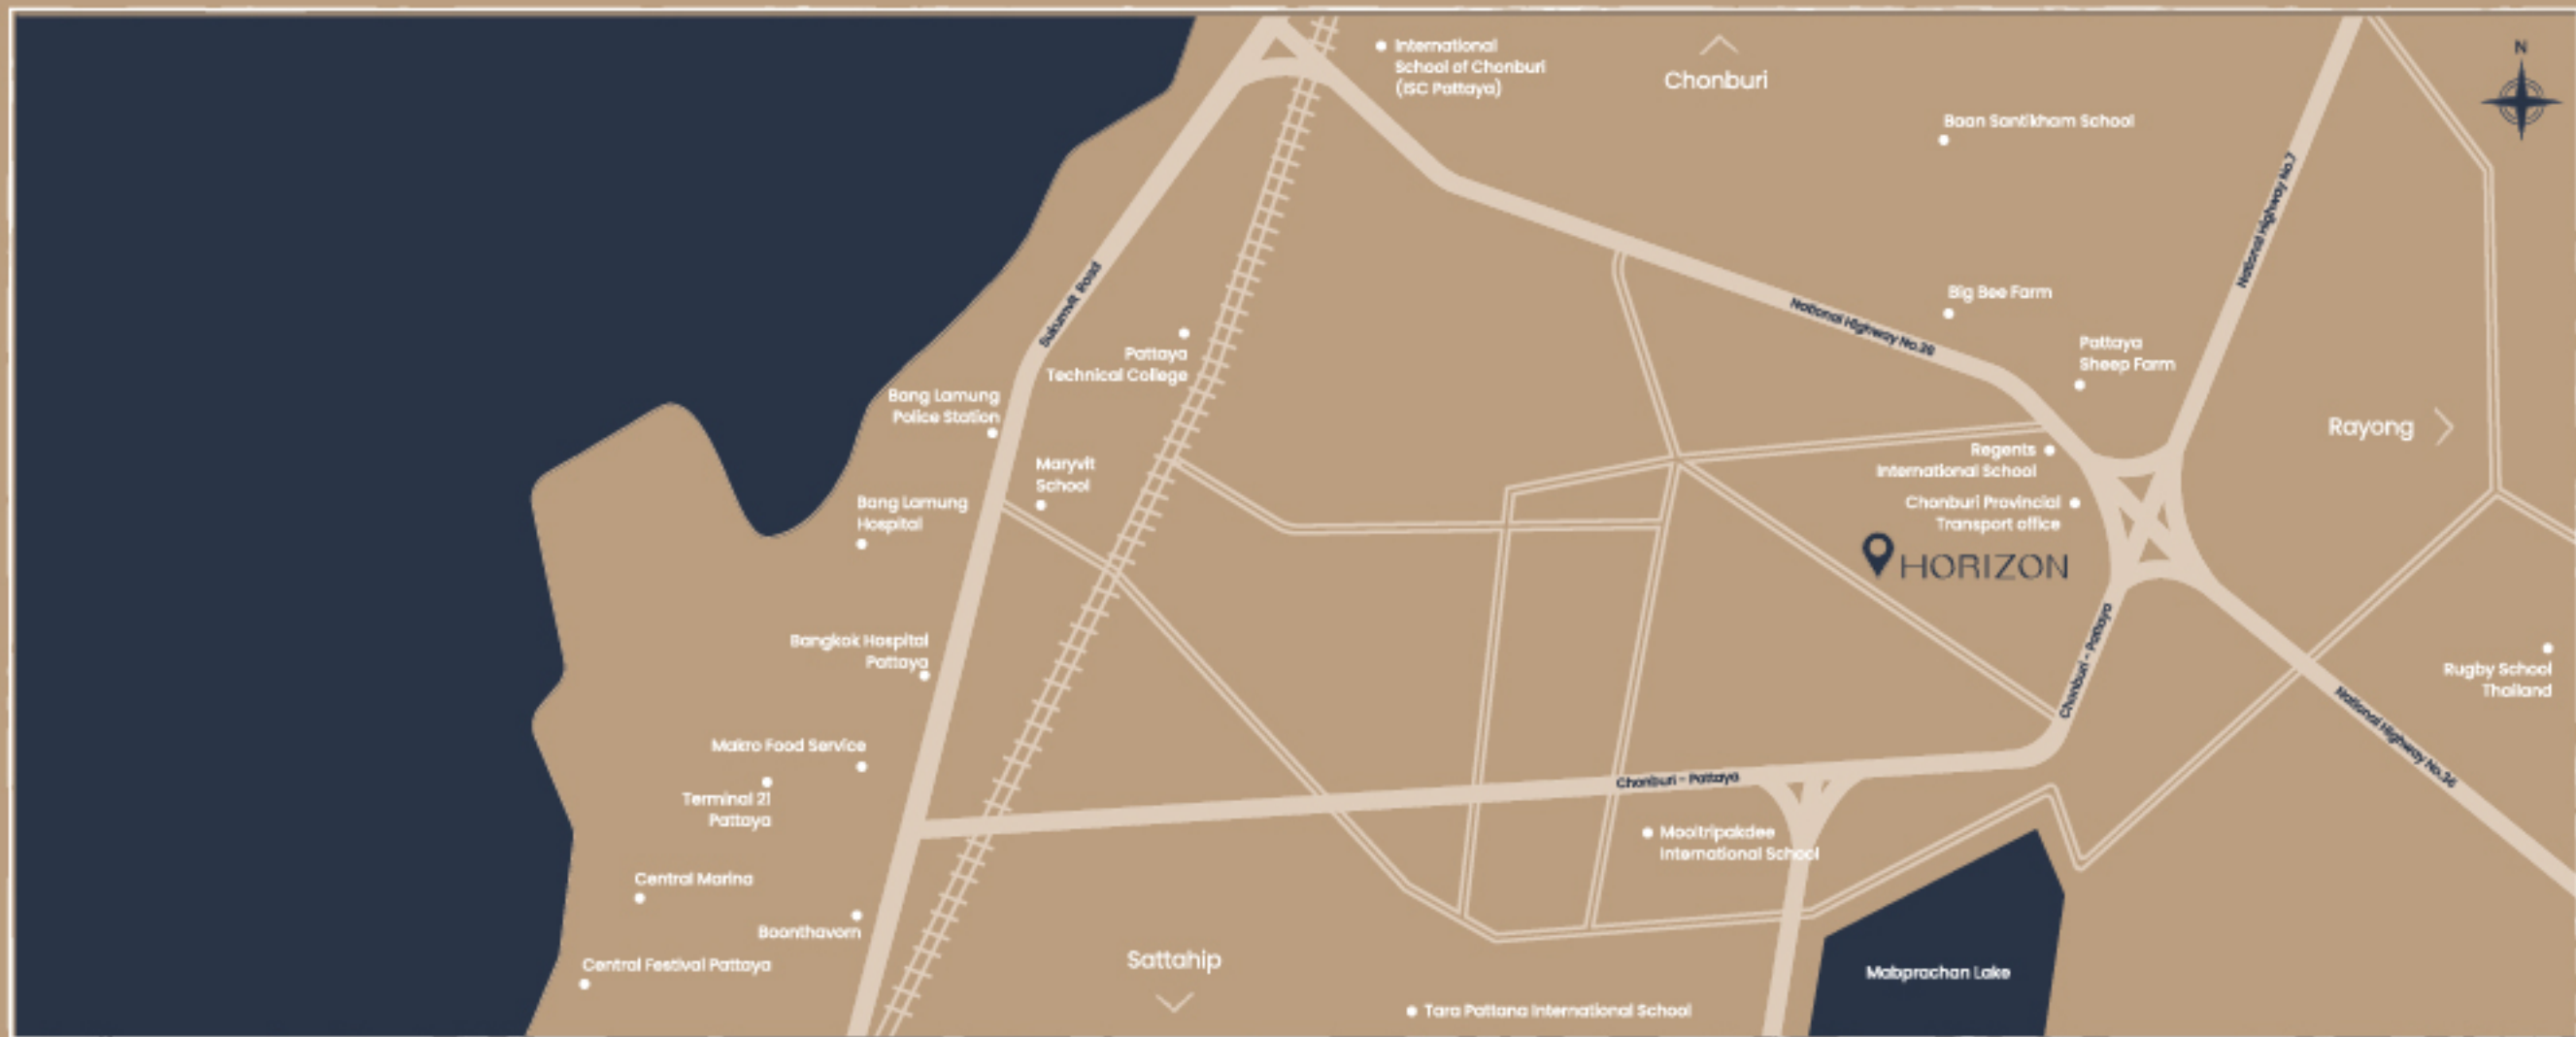 International
School of Chonburi
(ISC Pattaya)
Chonburi
N
Baan Santikham School
National Highway No.7
Sukumvit Road
Big Bee Farm
National Highway No.36
Pattaya
Sheep Farm
Pattaya
Technical College
Bang Lamung
Police Station
Rayong
Regents
International School
Maryvit
School
Bang Lamung
Hospital
Chonburi Provincial
Transport office
HORIZON
Bangkok Hospital
Pattaya
Chonburi - Pattaya
Rugby School
Thailand
National Highway No.36
Makro Food Service
Terminal 21
Pattaya
Chonburi - Pattaya
Mooltripakdee
International School
Central Marina
Boonthavorn
Central Festival Pattaya
Sattahip
Mabprachan Lake
Tara Pattana International School